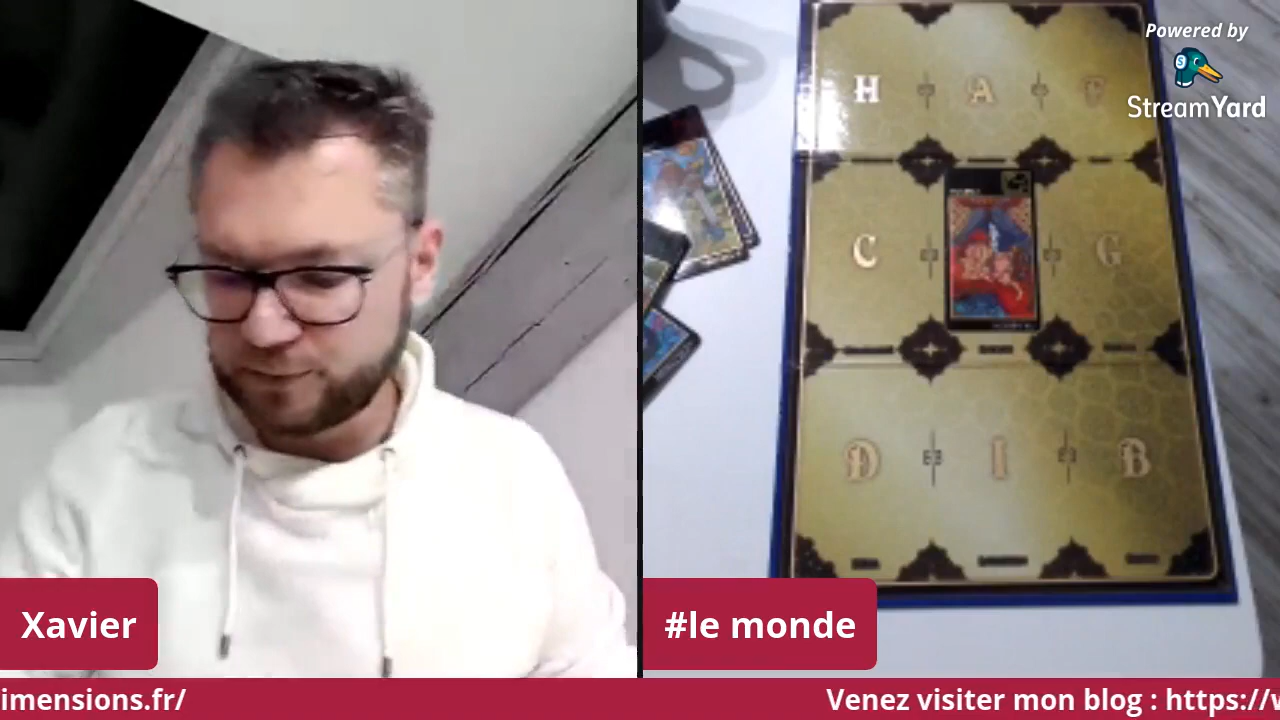 Powered by
StreamYard
H A F
C G
D I B
Xavier
#le monde
imensions.fr/
Venez visiter mon blog : https://w